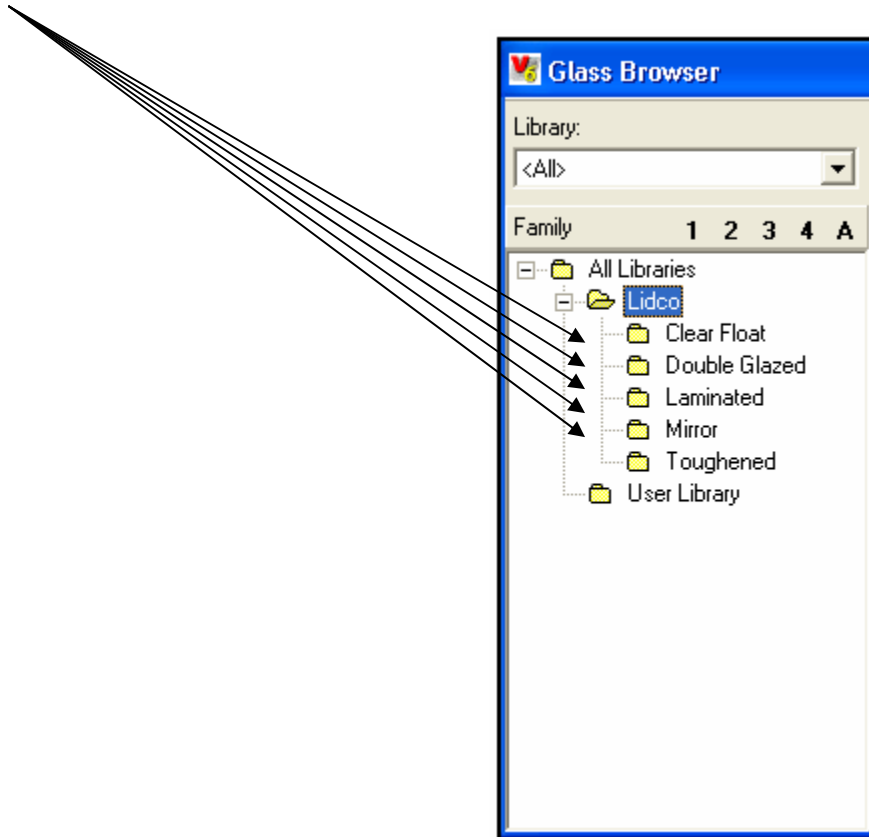 Glass Browser
Library:
<All>
Family 1 2 3 4 A
All Libraries
Lidco
Clear Float
Double Glazed
Laminated
Mirror
Toughened
User Library